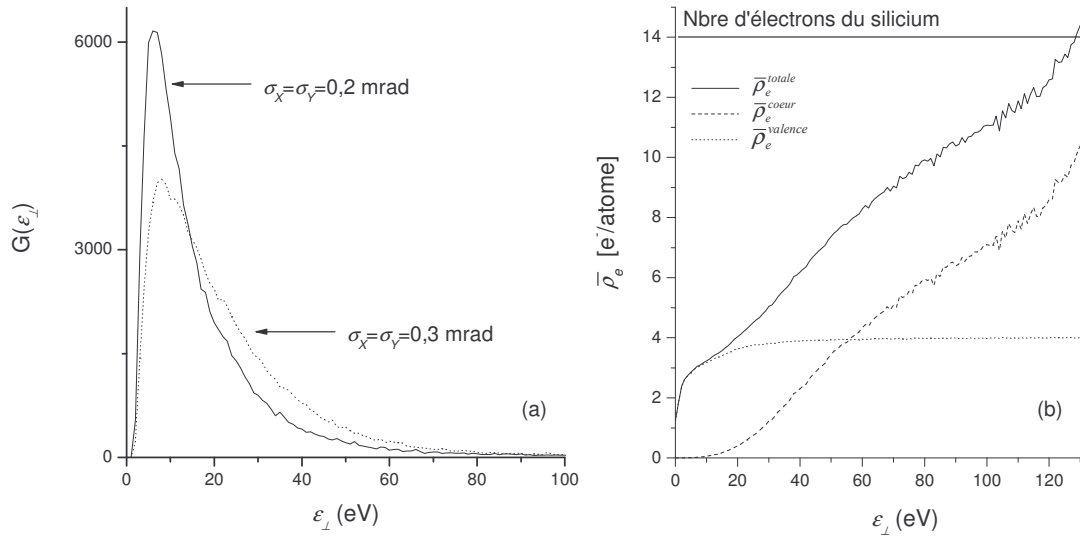 6000
3000
0
G(ε⊥)
σX=σY=0,2 mrad
σX=σY=0,3 mrad
(a)
0 20 40 60 80 100
ε⊥ (eV)
Nbre d'électrons du silicium
14
12
10
8
6
4
2
0
ρ̅e [e-/atome]
ρ̅e totale
ρ̅e coeur
ρ̅e valence
(b)
0 20 40 60 80 100 120
ε⊥ (eV)